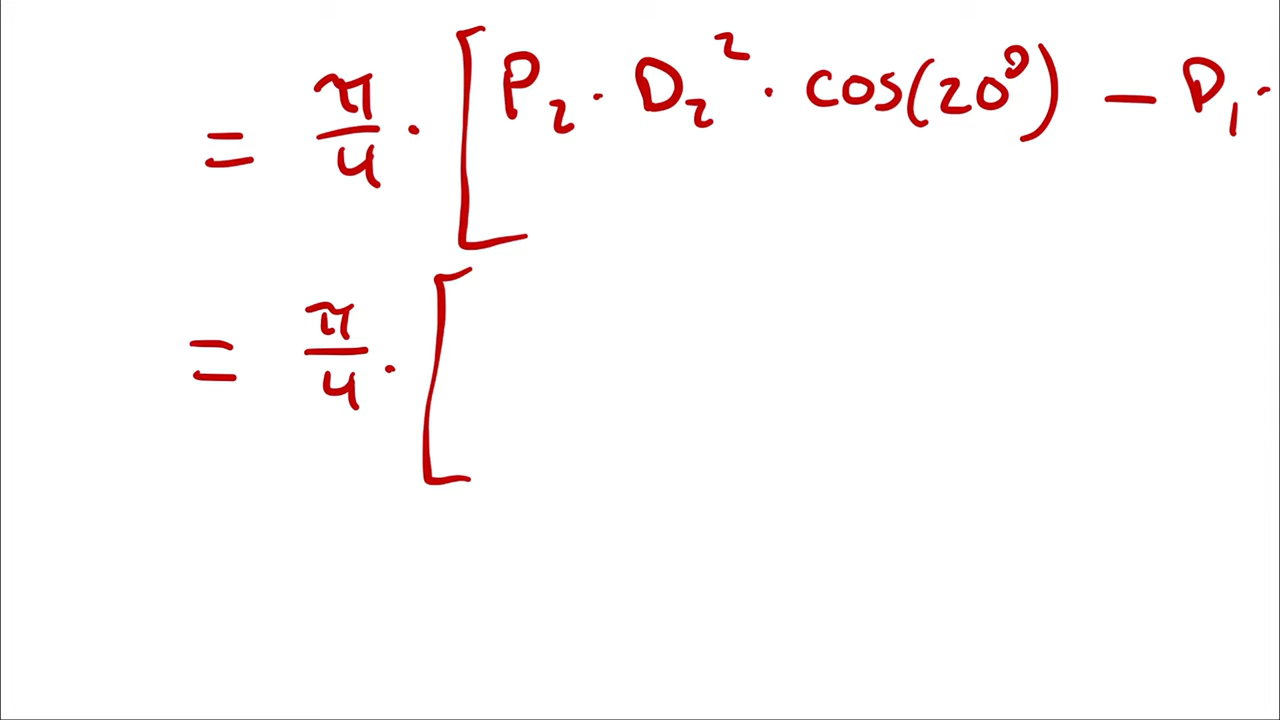 = π/4 · [P₂ · D₂² · cos(20°) − P₁ ·
= π/4 · [